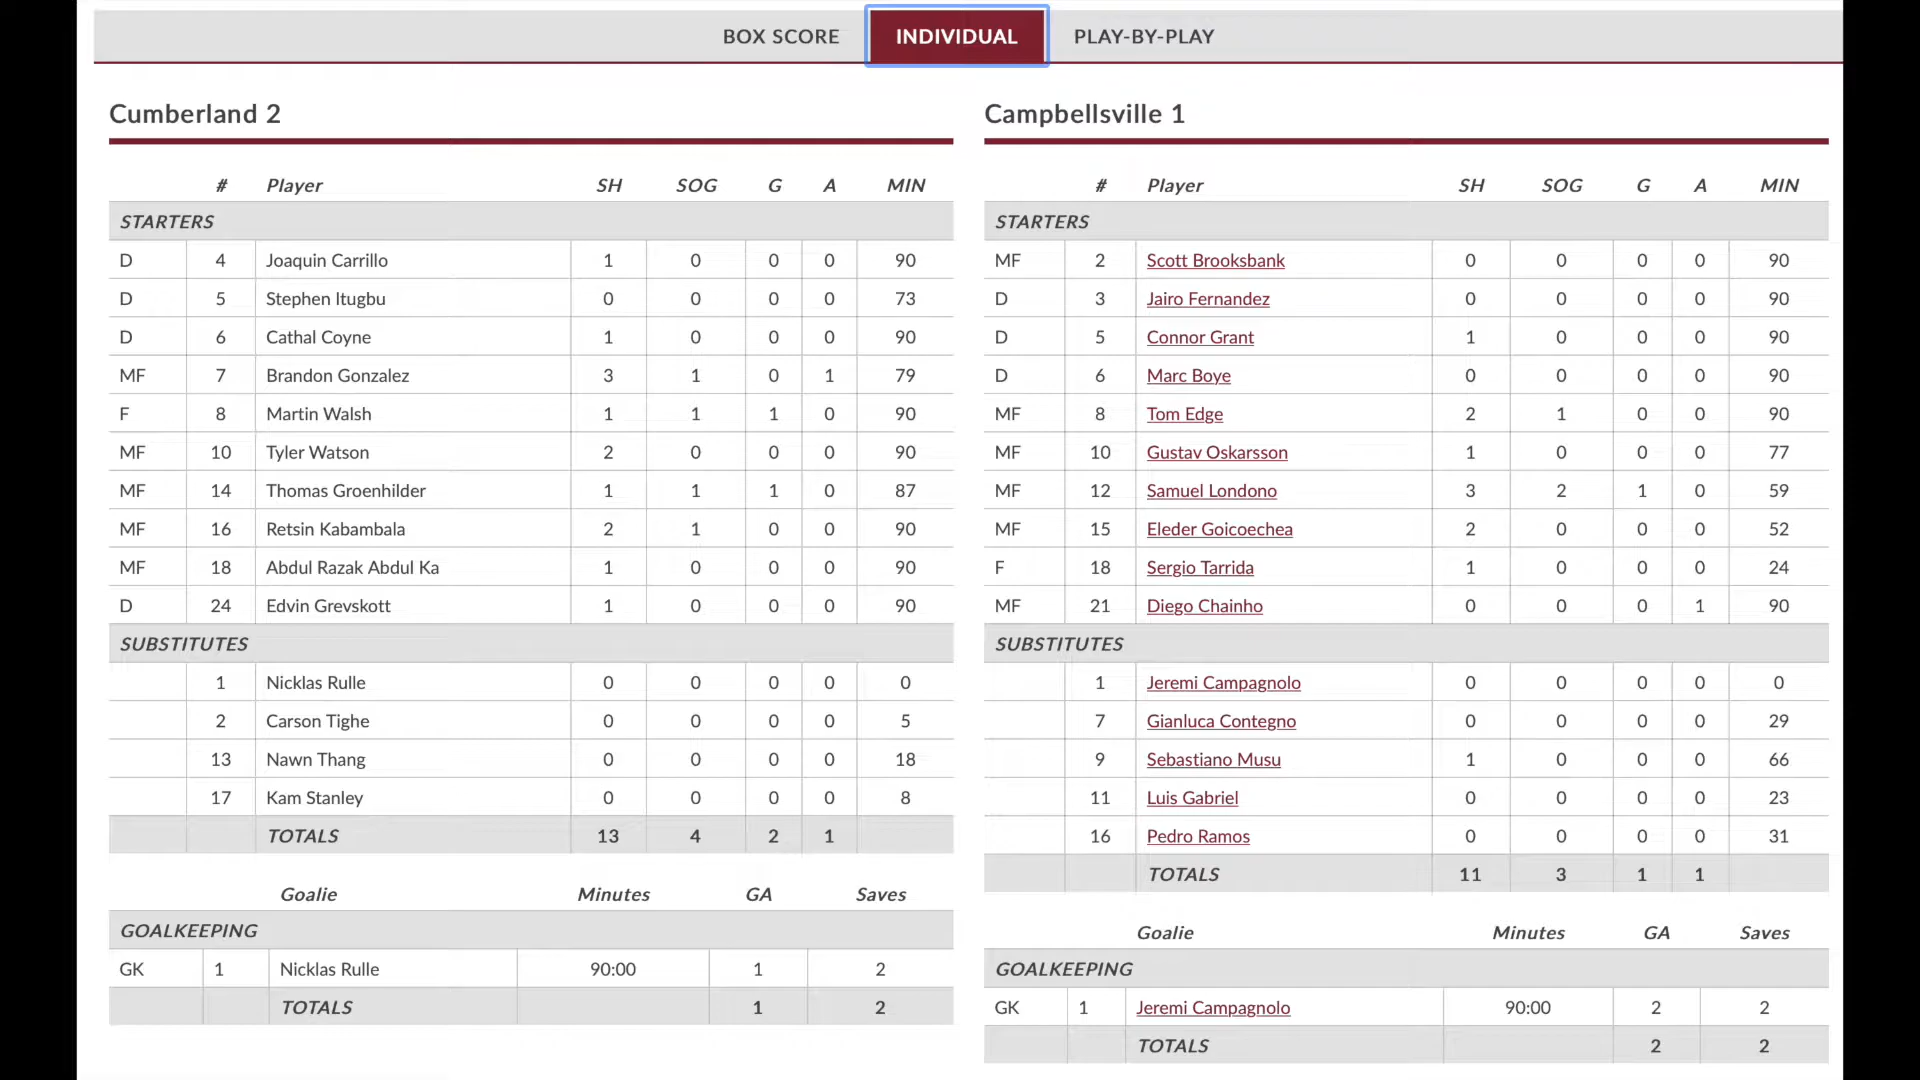 BOX SCORE INDIVIDUAL PLAY-BY-PLAY
Cumberland 2
# Player SH SOG G A MIN
STARTERS
D 4 Joaquin Carrillo 1 0 0 0 90
D 5 Stephen Itugbu 0 0 0 0 73
D 6 Cathal Coyne 1 0 0 0 90
MF 7 Brandon Gonzalez 3 1 0 1 79
F 8 Martin Walsh 1 1 1 0 90
MF 10 Tyler Watson 2 0 0 0 90
MF 14 Thomas Groenhilder 1 1 1 0 87
MF 16 Retsin Kabambala 2 1 0 0 90
MF 18 Abdul Razak Abdul Ka 1 0 0 0 90
D 24 Edvin Grevskott 1 0 0 0 90
SUBSTITUTES
1 Nicklas Rulle 0 0 0 0 0
2 Carson Tighe 0 0 0 0 5
13 Nawn Thang 0 0 0 0 18
17 Kam Stanley 0 0 0 0 8
TOTALS 13 4 2 1
Goalie Minutes GA Saves
GOALKEEPING
GK 1 Nicklas Rulle 90:00 1 2
TOTALS 1 2
Campbellsville 1
# Player SH SOG G A MIN
STARTERS
MF 2 Scott Brooksbank 0 0 0 0 90
D 3 Jairo Fernandez 0 0 0 0 90
D 5 Connor Grant 1 0 0 0 90
D 6 Marc Boye 0 0 0 0 90
MF 8 Tom Edge 2 1 0 0 90
MF 10 Gustav Oskarsson 1 0 0 0 77
MF 12 Samuel Londono 3 2 1 0 59
MF 15 Eleder Goicoechea 2 0 0 0 52
F 18 Sergio Tarrida 1 0 0 0 24
MF 21 Diego Chainho 0 0 0 1 90
SUBSTITUTES
1 Jeremi Campagnolo 0 0 0 0 0
7 Gianluca Contegno 0 0 0 0 29
9 Sebastiano Musu 1 0 0 0 66
11 Luis Gabriel 0 0 0 0 23
16 Pedro Ramos 0 0 0 0 31
TOTALS 11 3 1 1
Goalie Minutes GA Saves
GOALKEEPING
GK 1 Jeremi Campagnolo 90:00 2 2
TOTALS 2 2